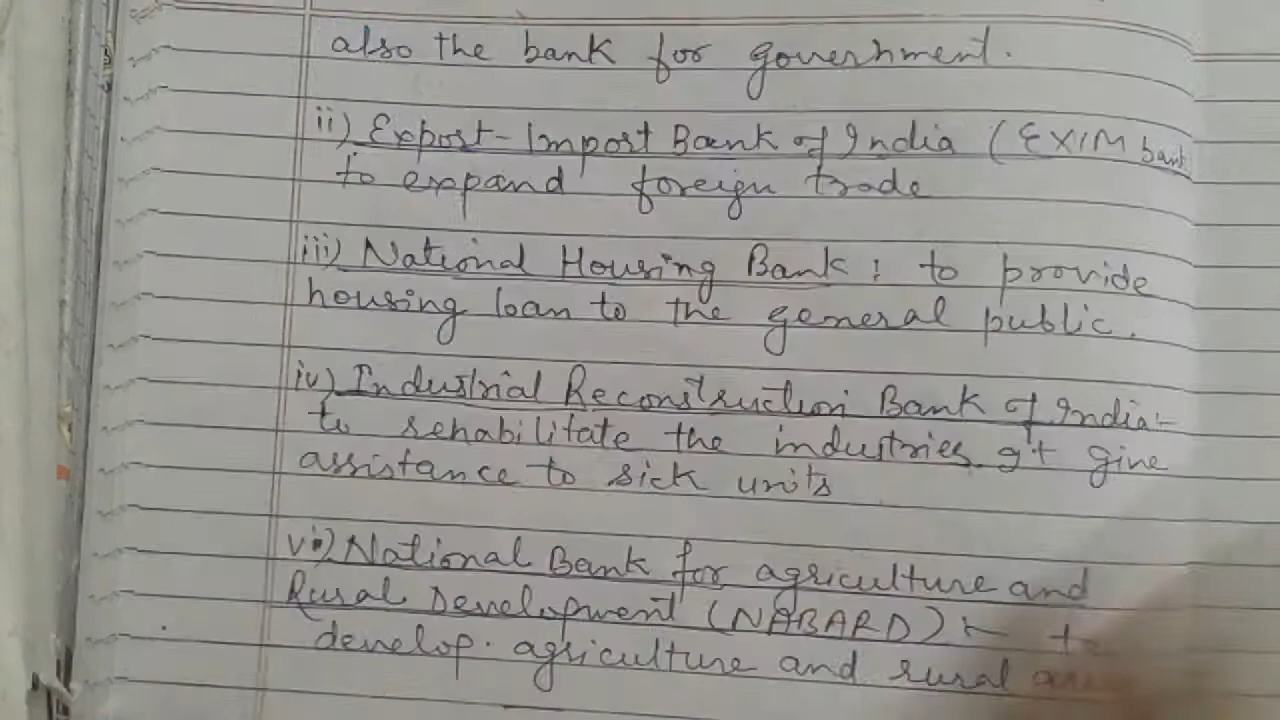 also the bank for government.
ii) Export-Import Bank of India (EXIM bank
to expand foreign trade
iii) National Housing Bank : to provide
housing loan to the general public.
iv) Industrial Reconstruction Bank of India:-
to rehabilitate the industries. It give
assistance to sick units
v) National Bank for agriculture and
Rural Development (NABARD) :- to
develop. agriculture and rural